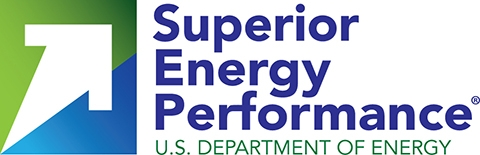 Superior
Energy
Performance®
U.S. DEPARTMENT OF ENERGY